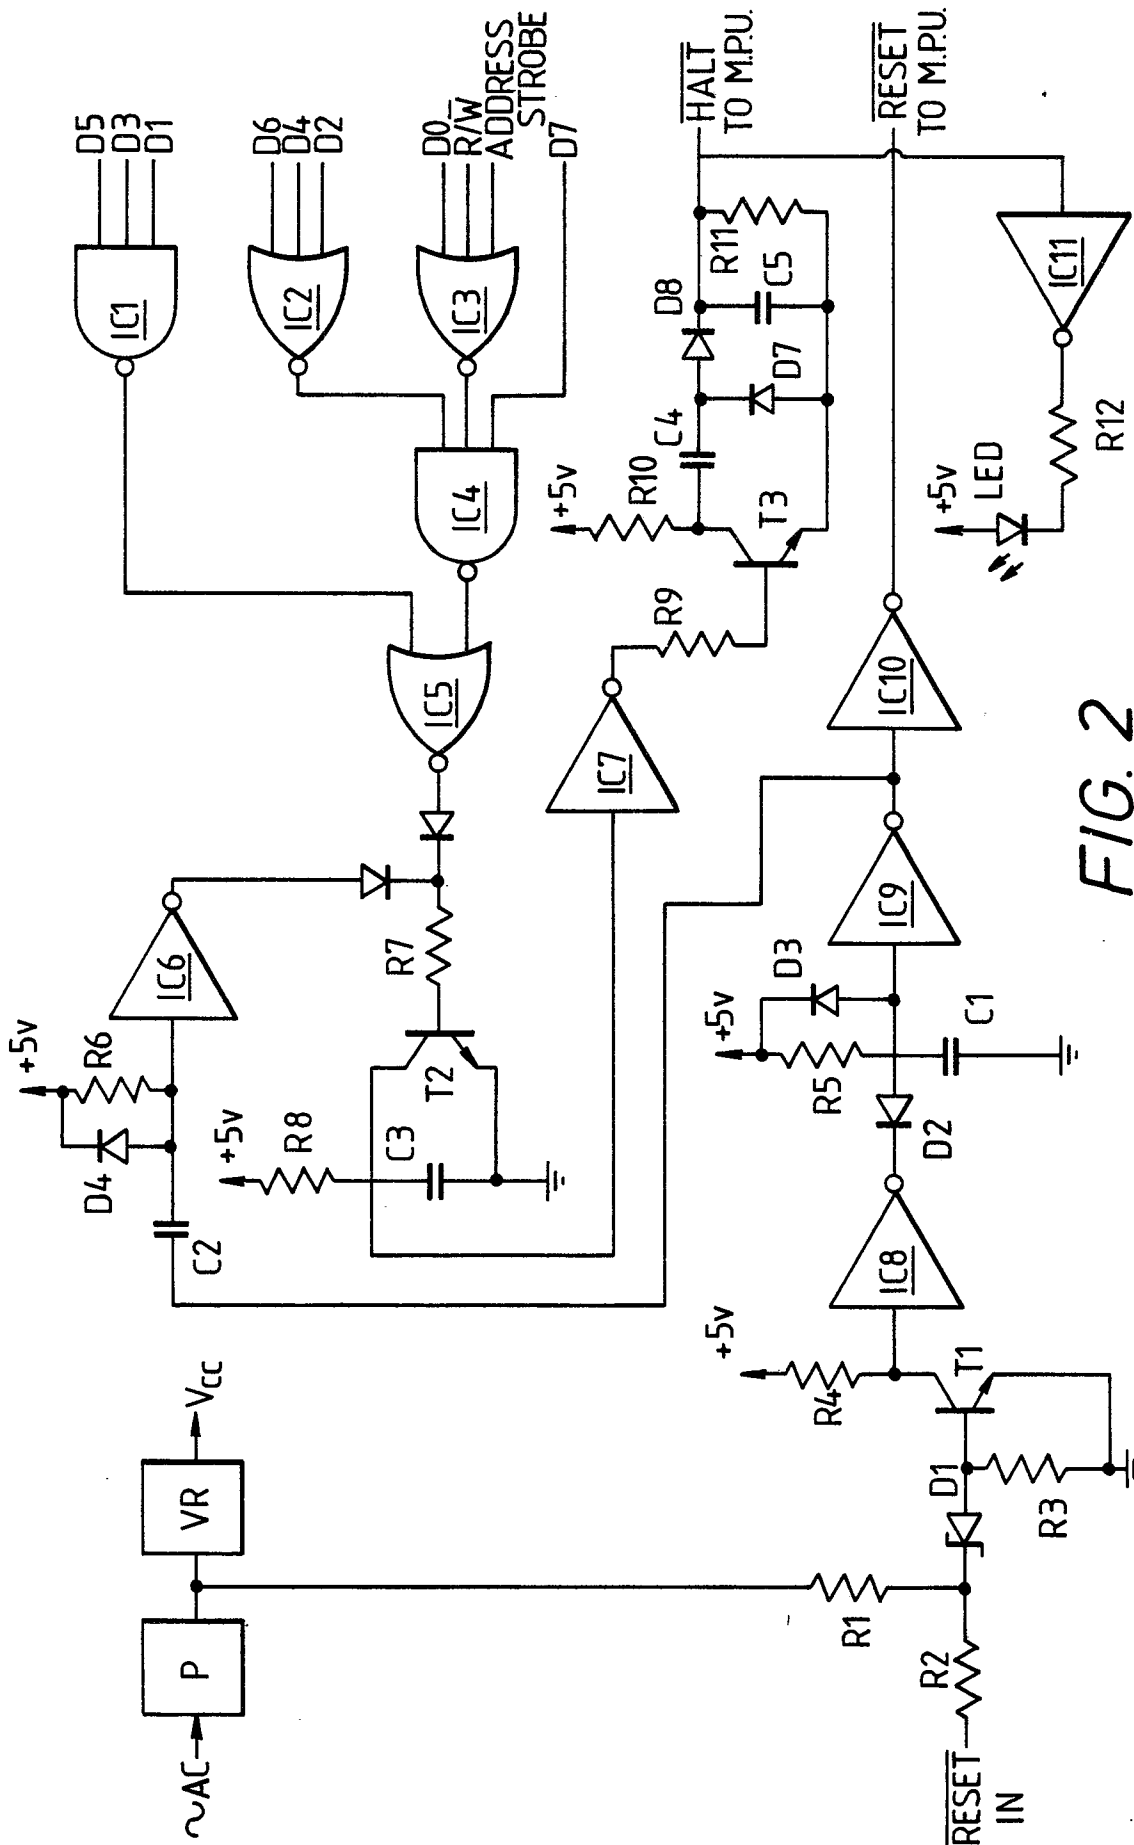 D5
D3
D1
IC1
D6
D4
D2
IC2
D0
R/W̅
ADDRESS
STROBE
IC3
D7
IC4
IC5
IC6
+5v
R6
D4
C2
R7
T2
+5v
R8
C3
IC7
R9
T3
+5v
R10
C4
D8
D7
C5
R11
H̅A̅L̅T̅
TO M.P.U.
R̅E̅S̅E̅T̅
TO M.P.U.
IC11
R12
+5v
LED
IC10
IC9
D3
+5v
R5
C1
D2
IC8
+5v
R4
T1
D1
R3
R1
R2
R̅E̅S̅E̅T̅
IN
∼AC
P
VR
VCC
FIG. 2